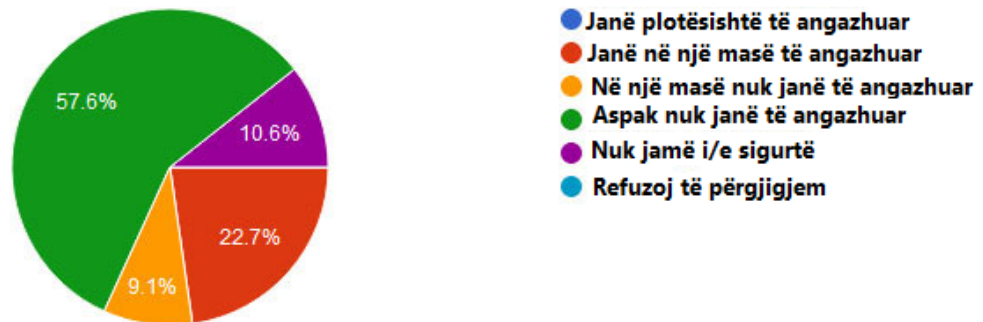 57.6%
10.6%
22.7%
9.1%
Janë plotësishtë të angazhuar
Janë në një masë të angazhuar
Në një masë nuk janë të angazhuar
Aspak nuk janë të angazhuar
Nuk jamë i/e sigurtë
Refuzoj të përgjigjem